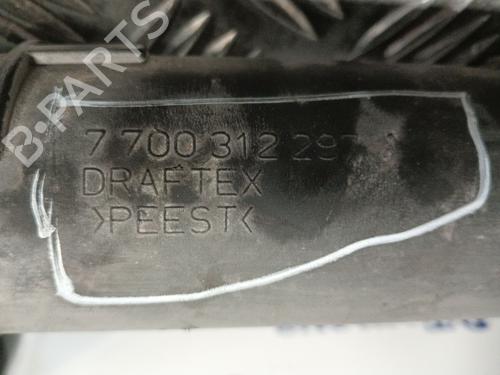 B-PARTS
7 700 312 297
DRAFTEX
>PEEST<